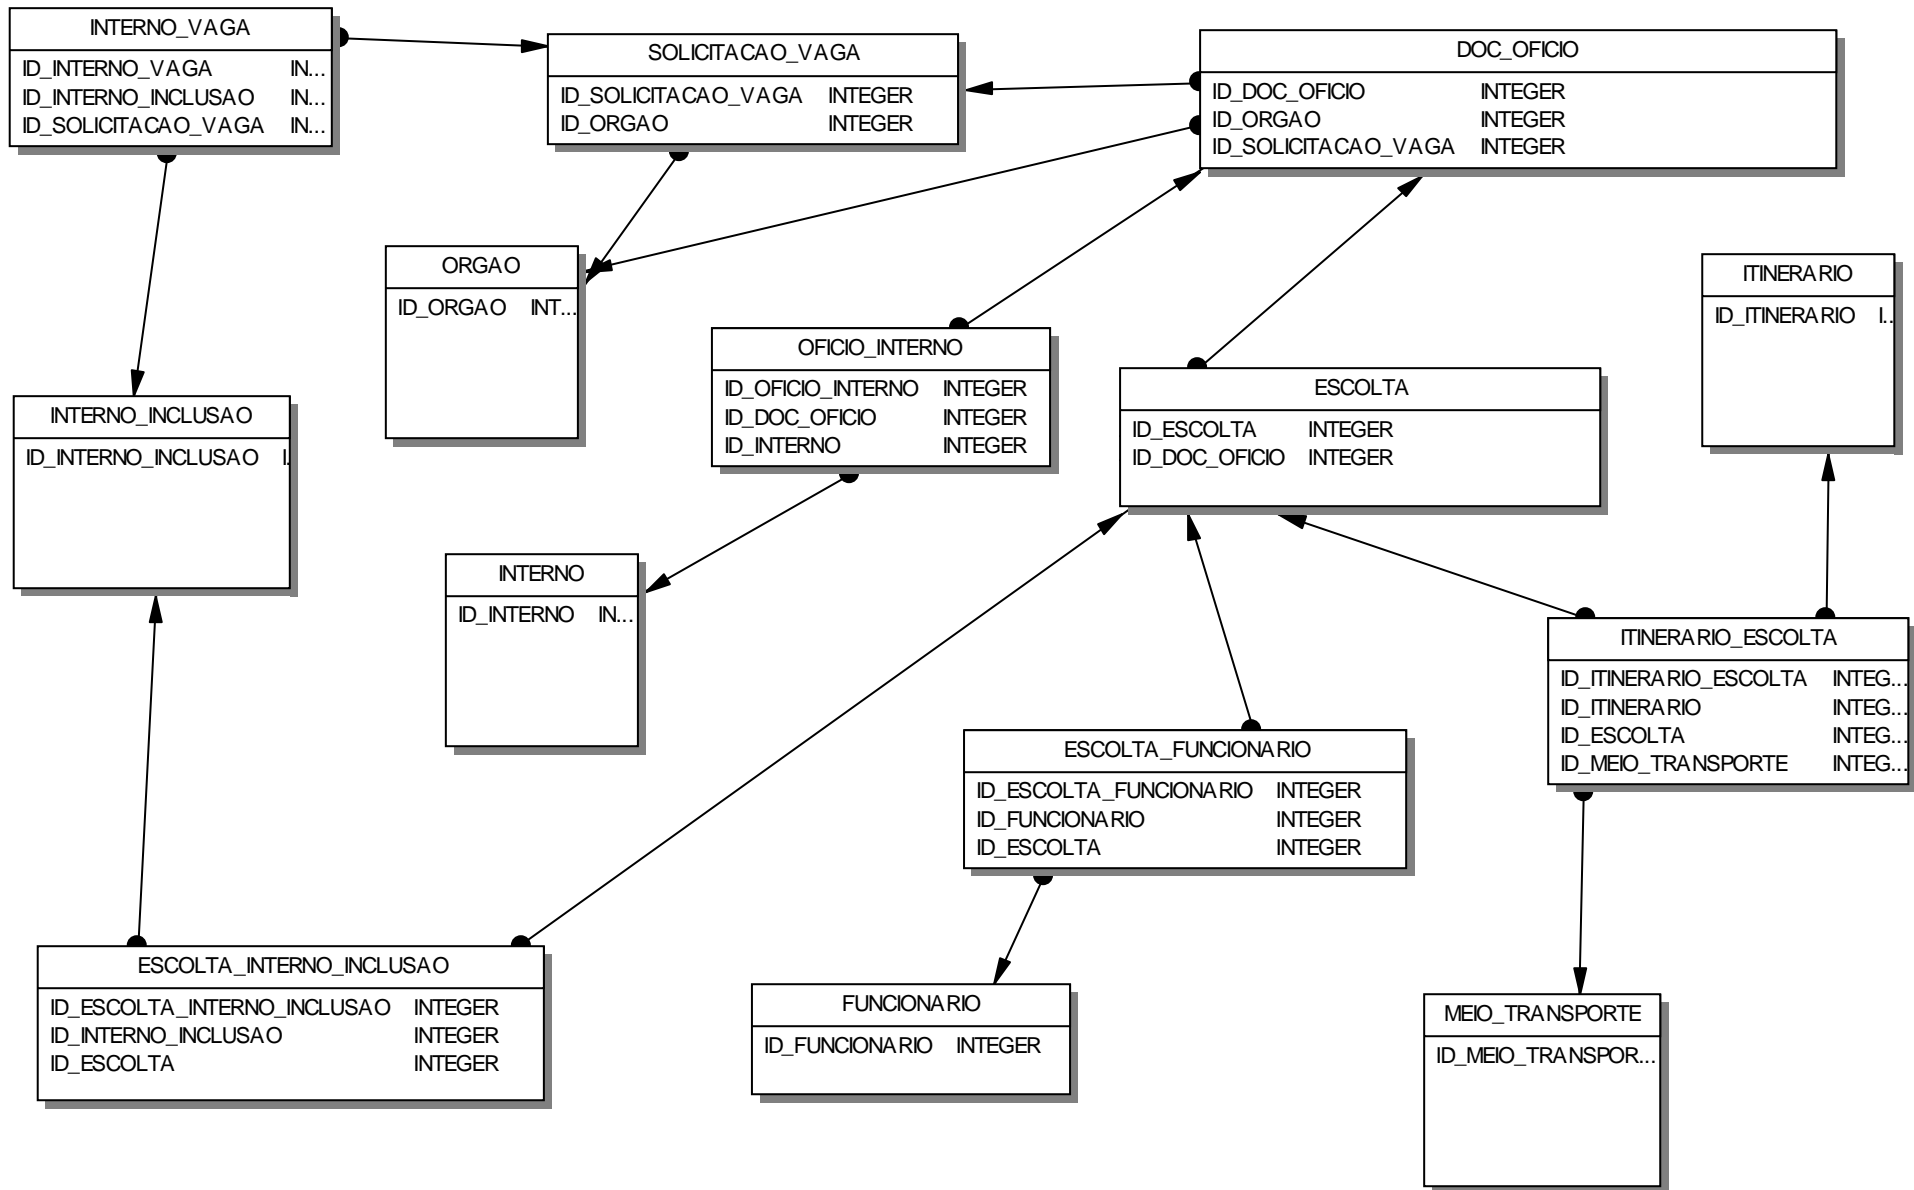 INTERNO_VAGA
ID_INTERNO_VAGA IN...
ID_INTERNO_INCLUSAO IN...
ID_SOLICITACAO_VAGA IN...
SOLICITACAO_VAGA
ID_SOLICITACAO_VAGA INTEGER
ID_ORGAO INTEGER
DOC_OFICIO
ID_DOC_OFICIO INTEGER
ID_ORGAO INTEGER
ID_SOLICITACAO_VAGA INTEGER
ORGAO
ID_ORGAO INT...
ITINERARIO
ID_ITINERARIO I..
OFICIO_INTERNO
ID_OFICIO_INTERNO INTEGER
ID_DOC_OFICIO INTEGER
ID_INTERNO INTEGER
ESCOLTA
ID_ESCOLTA INTEGER
ID_DOC_OFICIO INTEGER
INTERNO_INCLUSAO
ID_INTERNO_INCLUSAO I.
INTERNO
ID_INTERNO IN...
ITINERARIO_ESCOLTA
ID_ITINERARIO_ESCOLTA INTEG...
ID_ITINERARIO INTEG...
ID_ESCOLTA INTEG...
ID_MEIO_TRANSPORTE INTEG...
ESCOLTA_FUNCIONARIO
ID_ESCOLTA_FUNCIONARIO INTEGER
ID_FUNCIONARIO INTEGER
ID_ESCOLTA INTEGER
ESCOLTA_INTERNO_INCLUSAO
ID_ESCOLTA_INTERNO_INCLUSAO INTEGER
ID_INTERNO_INCLUSAO INTEGER
ID_ESCOLTA INTEGER
FUNCIONARIO
ID_FUNCIONARIO INTEGER
MEIO_TRANSPORTE
ID_MEIO_TRANSPOR...